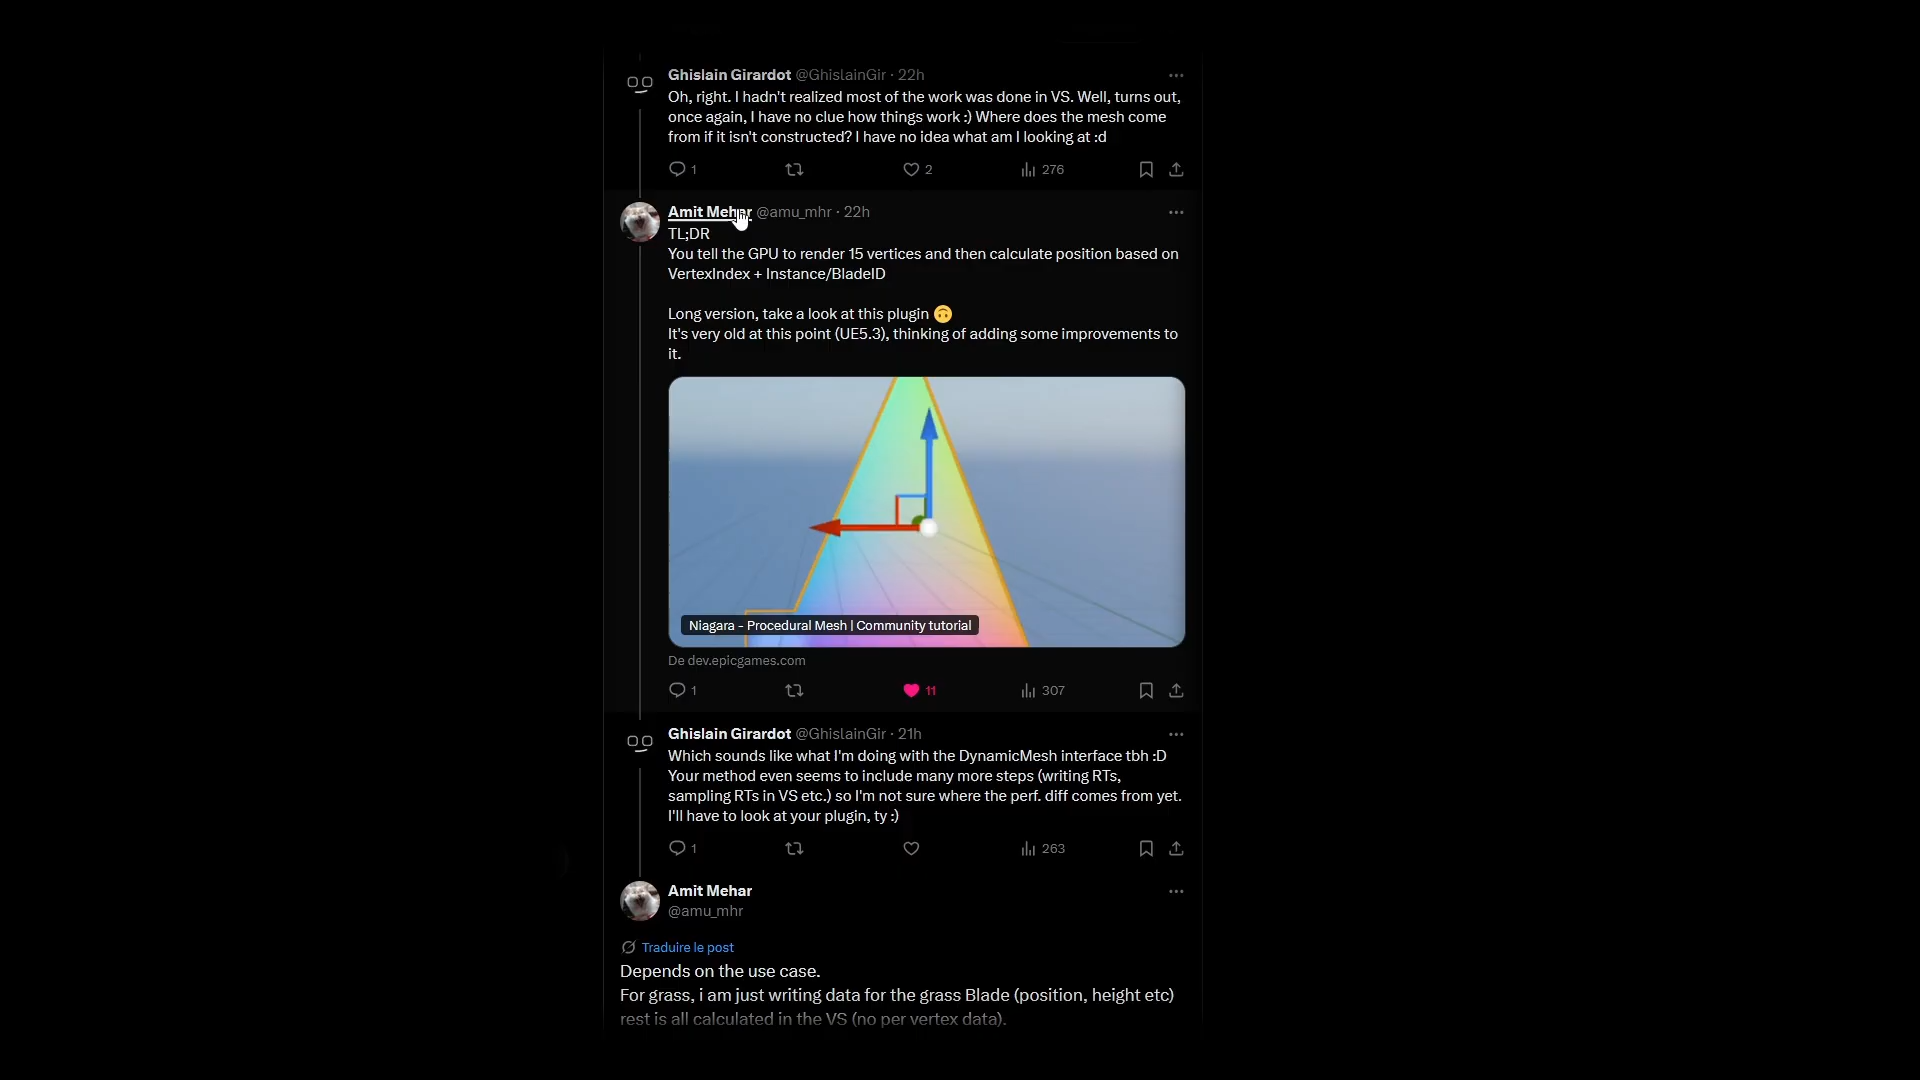 Ghislain Girardot @GhislainGir · 22h
Oh, right. I hadn't realized most of the work was done in VS. Well, turns out,
once again, I have no clue how things work :) Where does the mesh come
from if it isn't constructed? I have no idea what am I looking at :d
1 2 276
Amit Mehar @amu_mhr · 22h
TL;DR
You tell the GPU to render 15 vertices and then calculate position based on
VertexIndex + Instance/BladeID
Long version, take a look at this plugin 🙃
It's very old at this point (UE5.3), thinking of adding some improvements to
it.
Niagara - Procedural Mesh | Community tutorial
De dev.epicgames.com
1 11 307
Ghislain Girardot @GhislainGir · 21h
Which sounds like what I'm doing with the DynamicMesh interface tbh :D
Your method even seems to include many more steps (writing RTs,
sampling RTs in VS etc.) so I'm not sure where the perf. diff comes from yet.
I'll have to look at your plugin, ty :)
1 263
Amit Mehar
@amu_mhr
Traduire le post
Depends on the use case.
For grass, i am just writing data for the grass Blade (position, height etc)
rest is all calculated in the VS (no per vertex data).